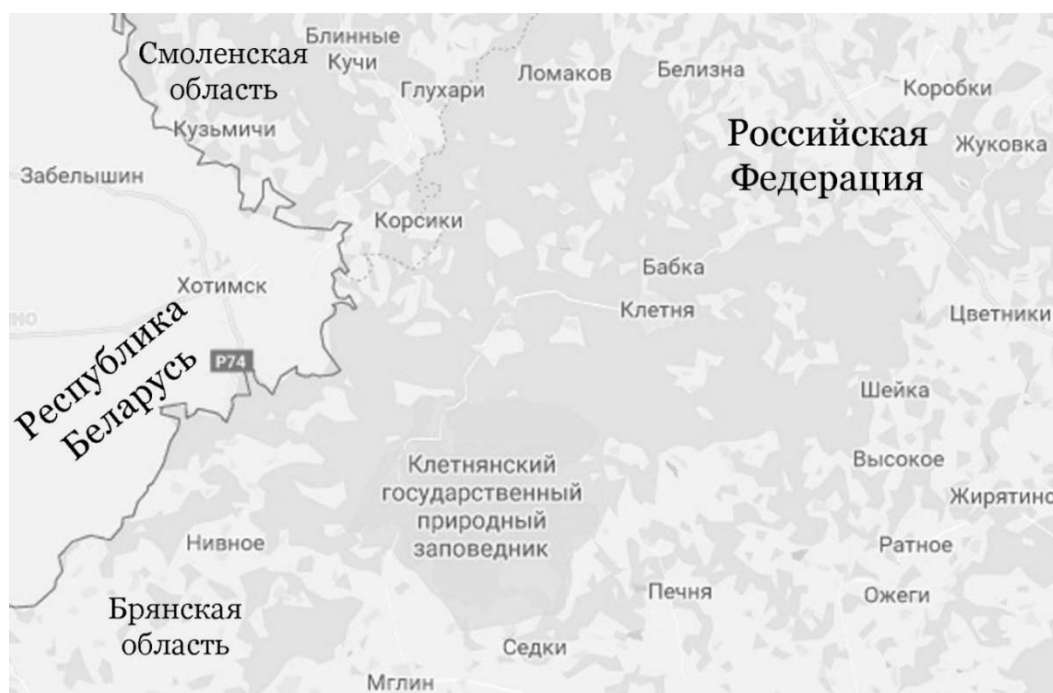 Смоленская
область
Блинные
Кучи
Ломаков
Белизна
Глухари
Коробки
Кузьмичи
Российская
Федерация
Жуковка
Забелышин
Корсики
Бабка
Хотимск
Клетня
Цветники
Республика
Беларусь
Р74
Шейка
Клетнянский
государственный
природный
заповедник
Высокое
Жирятино
Нивное
Ратное
Печня
Ожеги
Брянская
область
Седки
Мглин